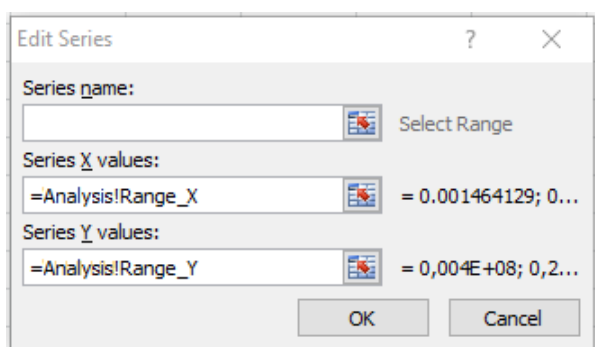 Edit Series ? ×
Series name:
Select Range
Series X values:
=Analysis!Range_X = 0.001464129; 0...
Series Y values:
=Analysis!Range_Y = 0,004E+08; 0,2...
OK Cancel